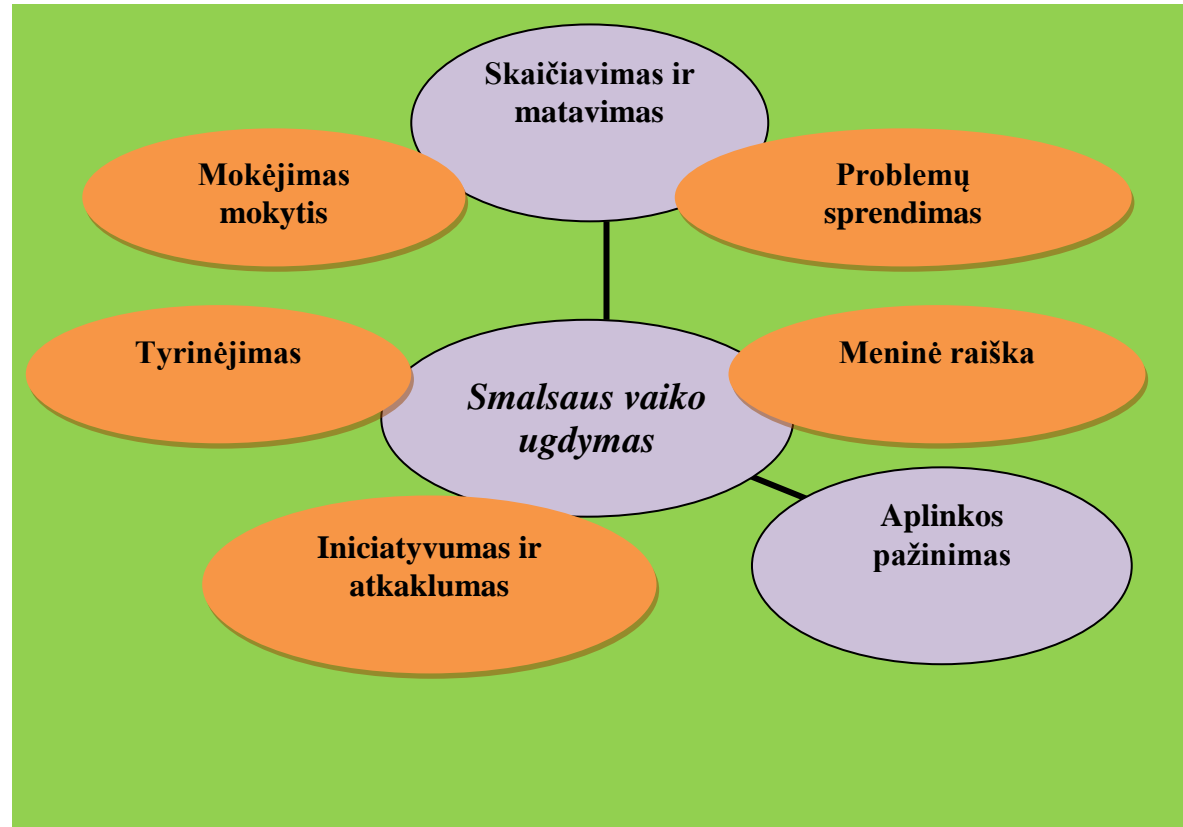 Skaičiavimas ir
matavimas
Mokėjimas
mokytis
Problemų
sprendimas
Tyrinėjimas
Meninė raiška
Smalsaus vaiko
ugdymas
Aplinkos
pažinimas
Iniciatyvumas ir
atkaklumas